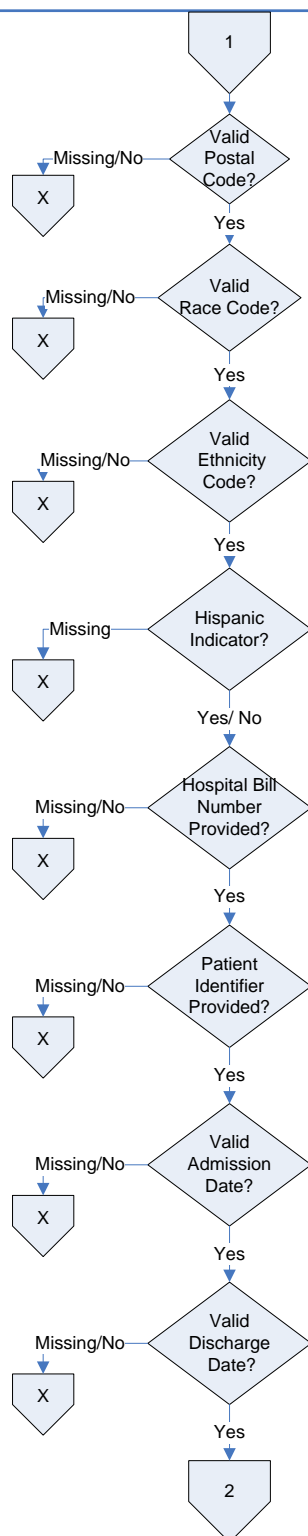 1
Valid
Postal
Code?
Missing/No
X
Yes
Valid
Race Code?
Missing/No
X
Yes
Valid
Ethnicity
Code?
Missing/No
X
Yes
Hispanic
Indicator?
Missing
X
Yes/ No
Hospital Bill
Number
Provided?
Missing/No
X
Yes
Patient
Identifier
Provided?
Missing/No
X
Yes
Valid
Admission
Date?
Missing/No
X
Yes
Valid
Discharge
Date?
Missing/No
X
Yes
2